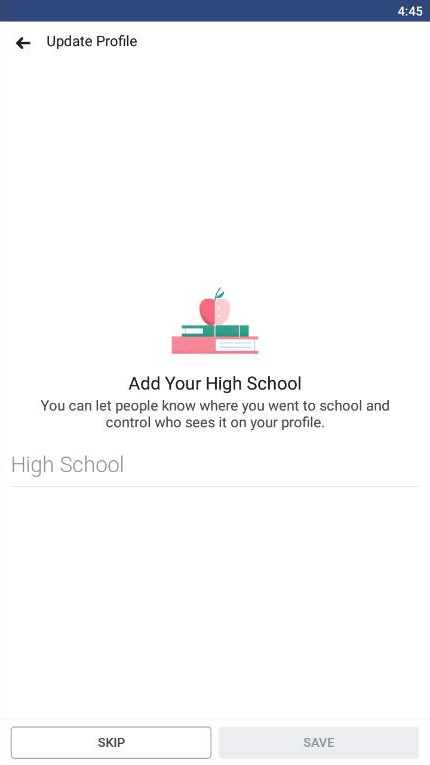 4:45
Update Profile
Add Your High School
You can let people know where you went to school and
control who sees it on your profile.
High School
SKIP
SAVE